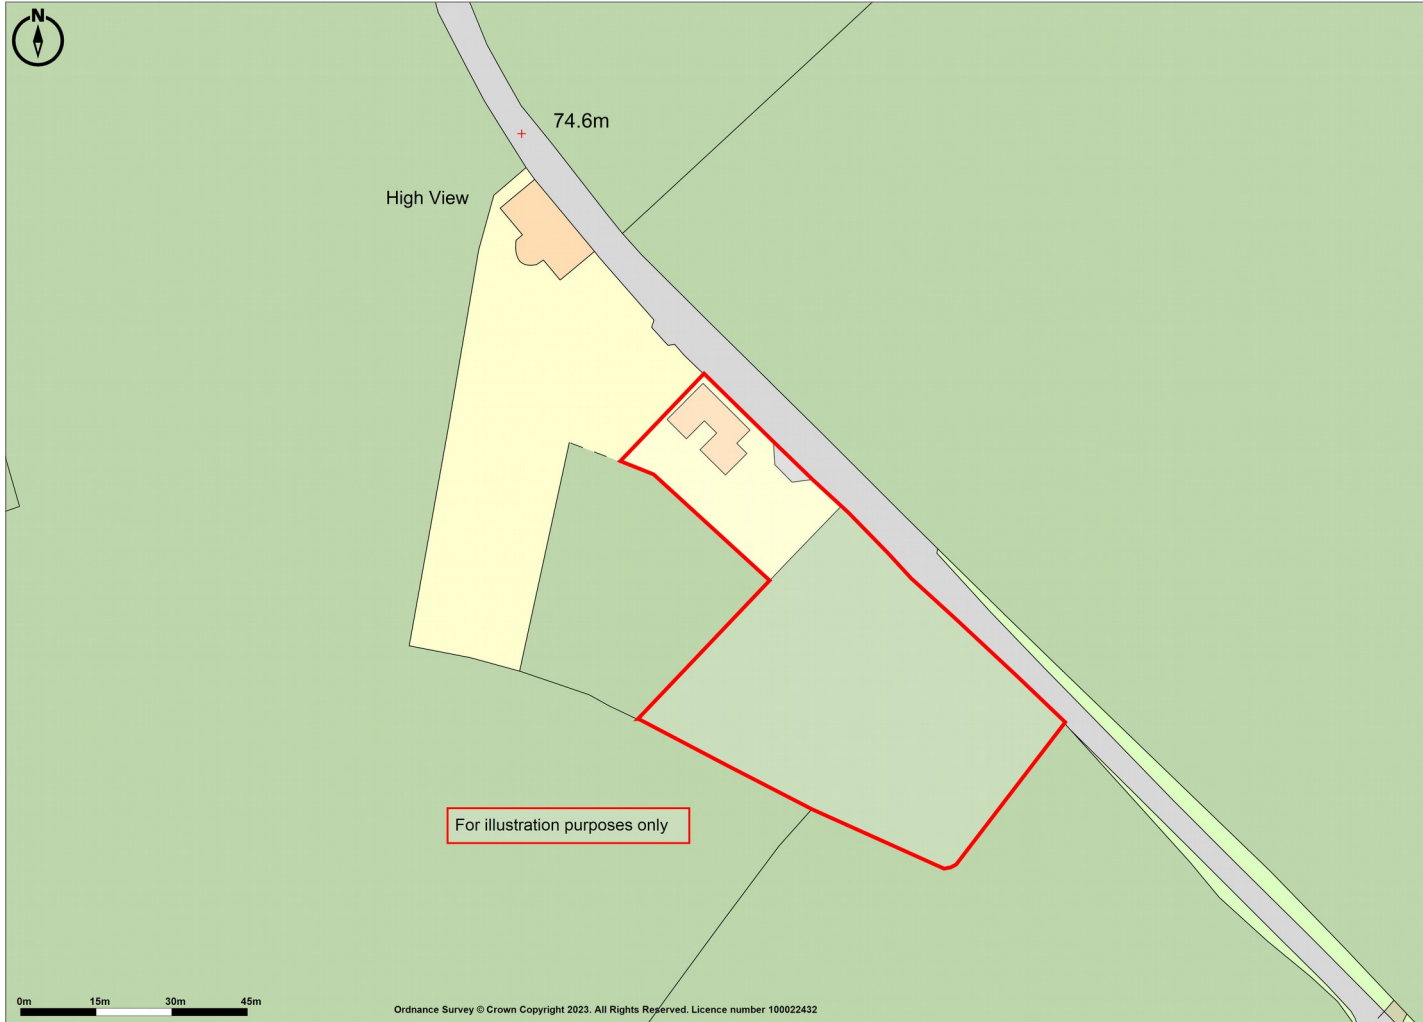 N
74.6m
High View
For illustration purposes only
0m 15m 30m 45m
Ordnance Survey © Crown Copyright 2023. All Rights Reserved. Licence number 100022432